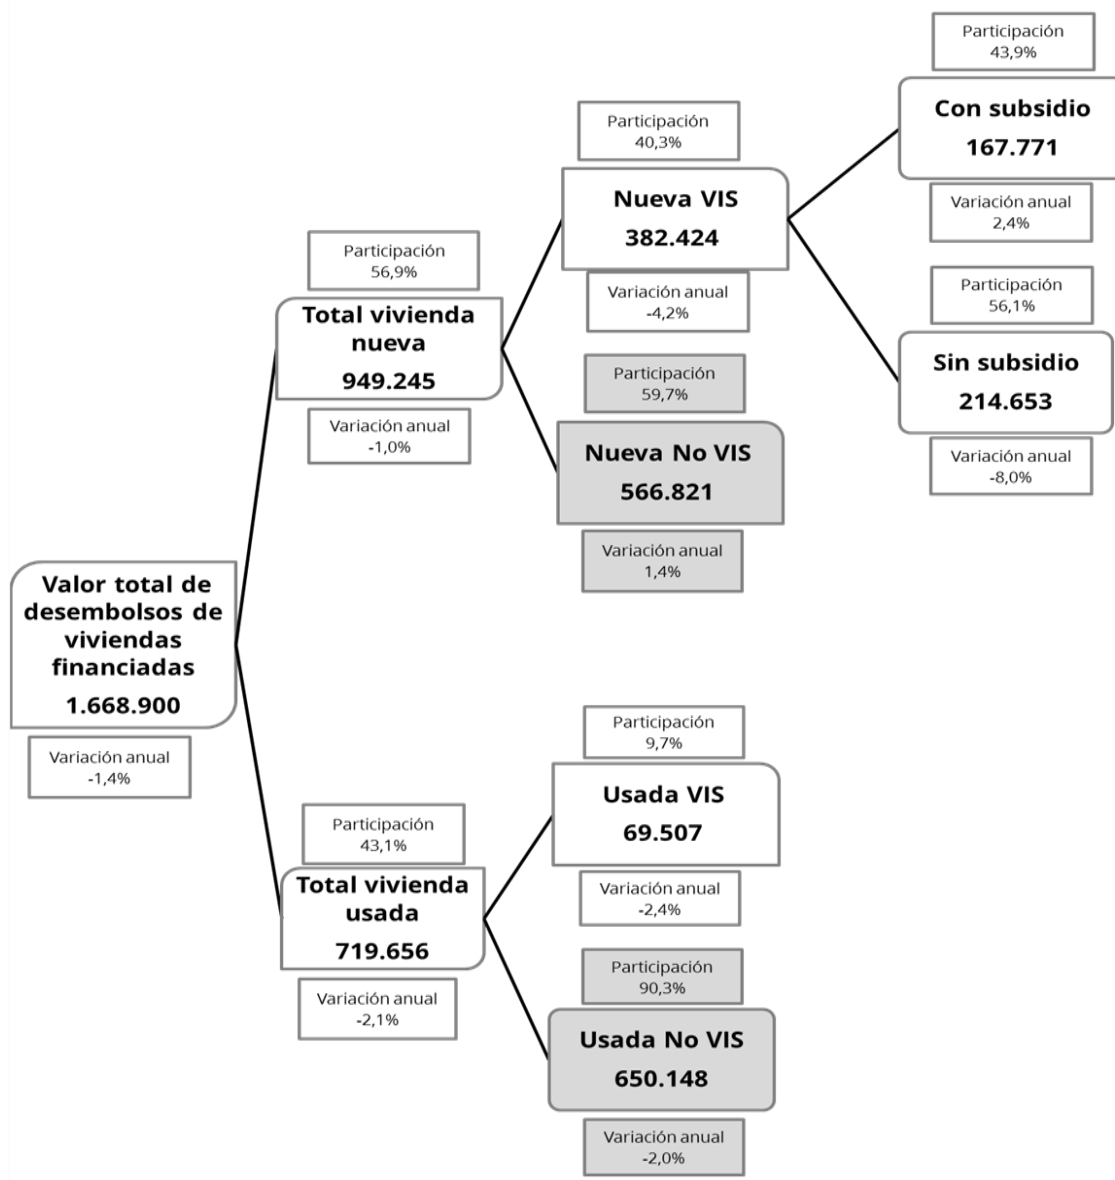 Participación
43,9%
Con subsidio
167.771
Variación anual
2,4%
Participación
40,3%
Nueva VIS
382.424
Variación anual
-4,2%
Participación
56,1%
Sin subsidio
214.653
Variación anual
-8,0%
Participación
56,9%
Total vivienda
nueva
949.245
Variación anual
-1,0%
Participación
59,7%
Nueva No VIS
566.821
Variación anual
1,4%
Valor total de
desembolsos de
viviendas
financiadas
1.668.900
Variación anual
-1,4%
Participación
9,7%
Usada VIS
69.507
Variación anual
-2,4%
Participación
43,1%
Total vivienda
usada
719.656
Variación anual
-2,1%
Participación
90,3%
Usada No VIS
650.148
Variación anual
-2,0%